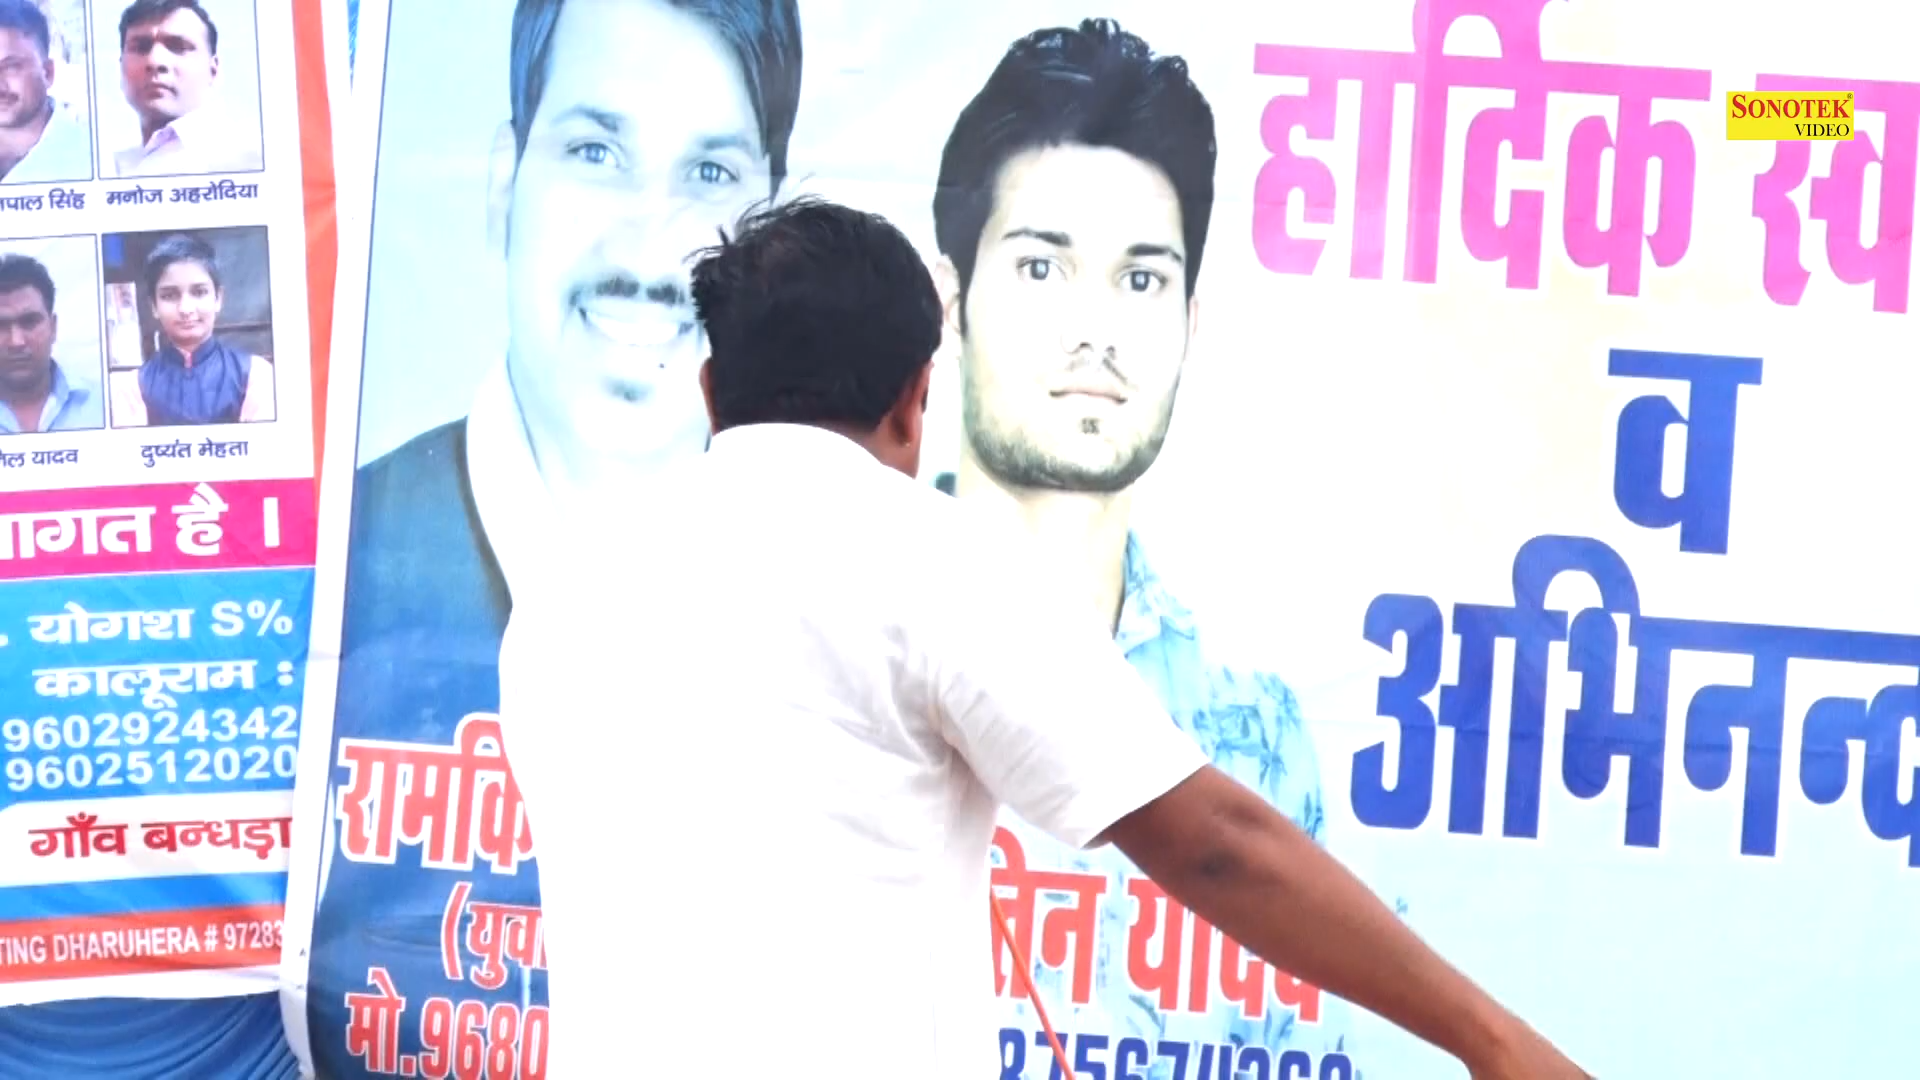 पाल सिंह मनोज अहरोदिया
यादव दुष्यंत मेहता
ागत है ।
योगश S%
कालूराम :
9602924342
9602512020
गाँव बन्धड़ा
TING DHARUHERA # 97283
हार्दिक स्व
व
अभिनन्द
रामकि
(युवा
मो.9680
तिन यादव
SONOTEK
VIDEO